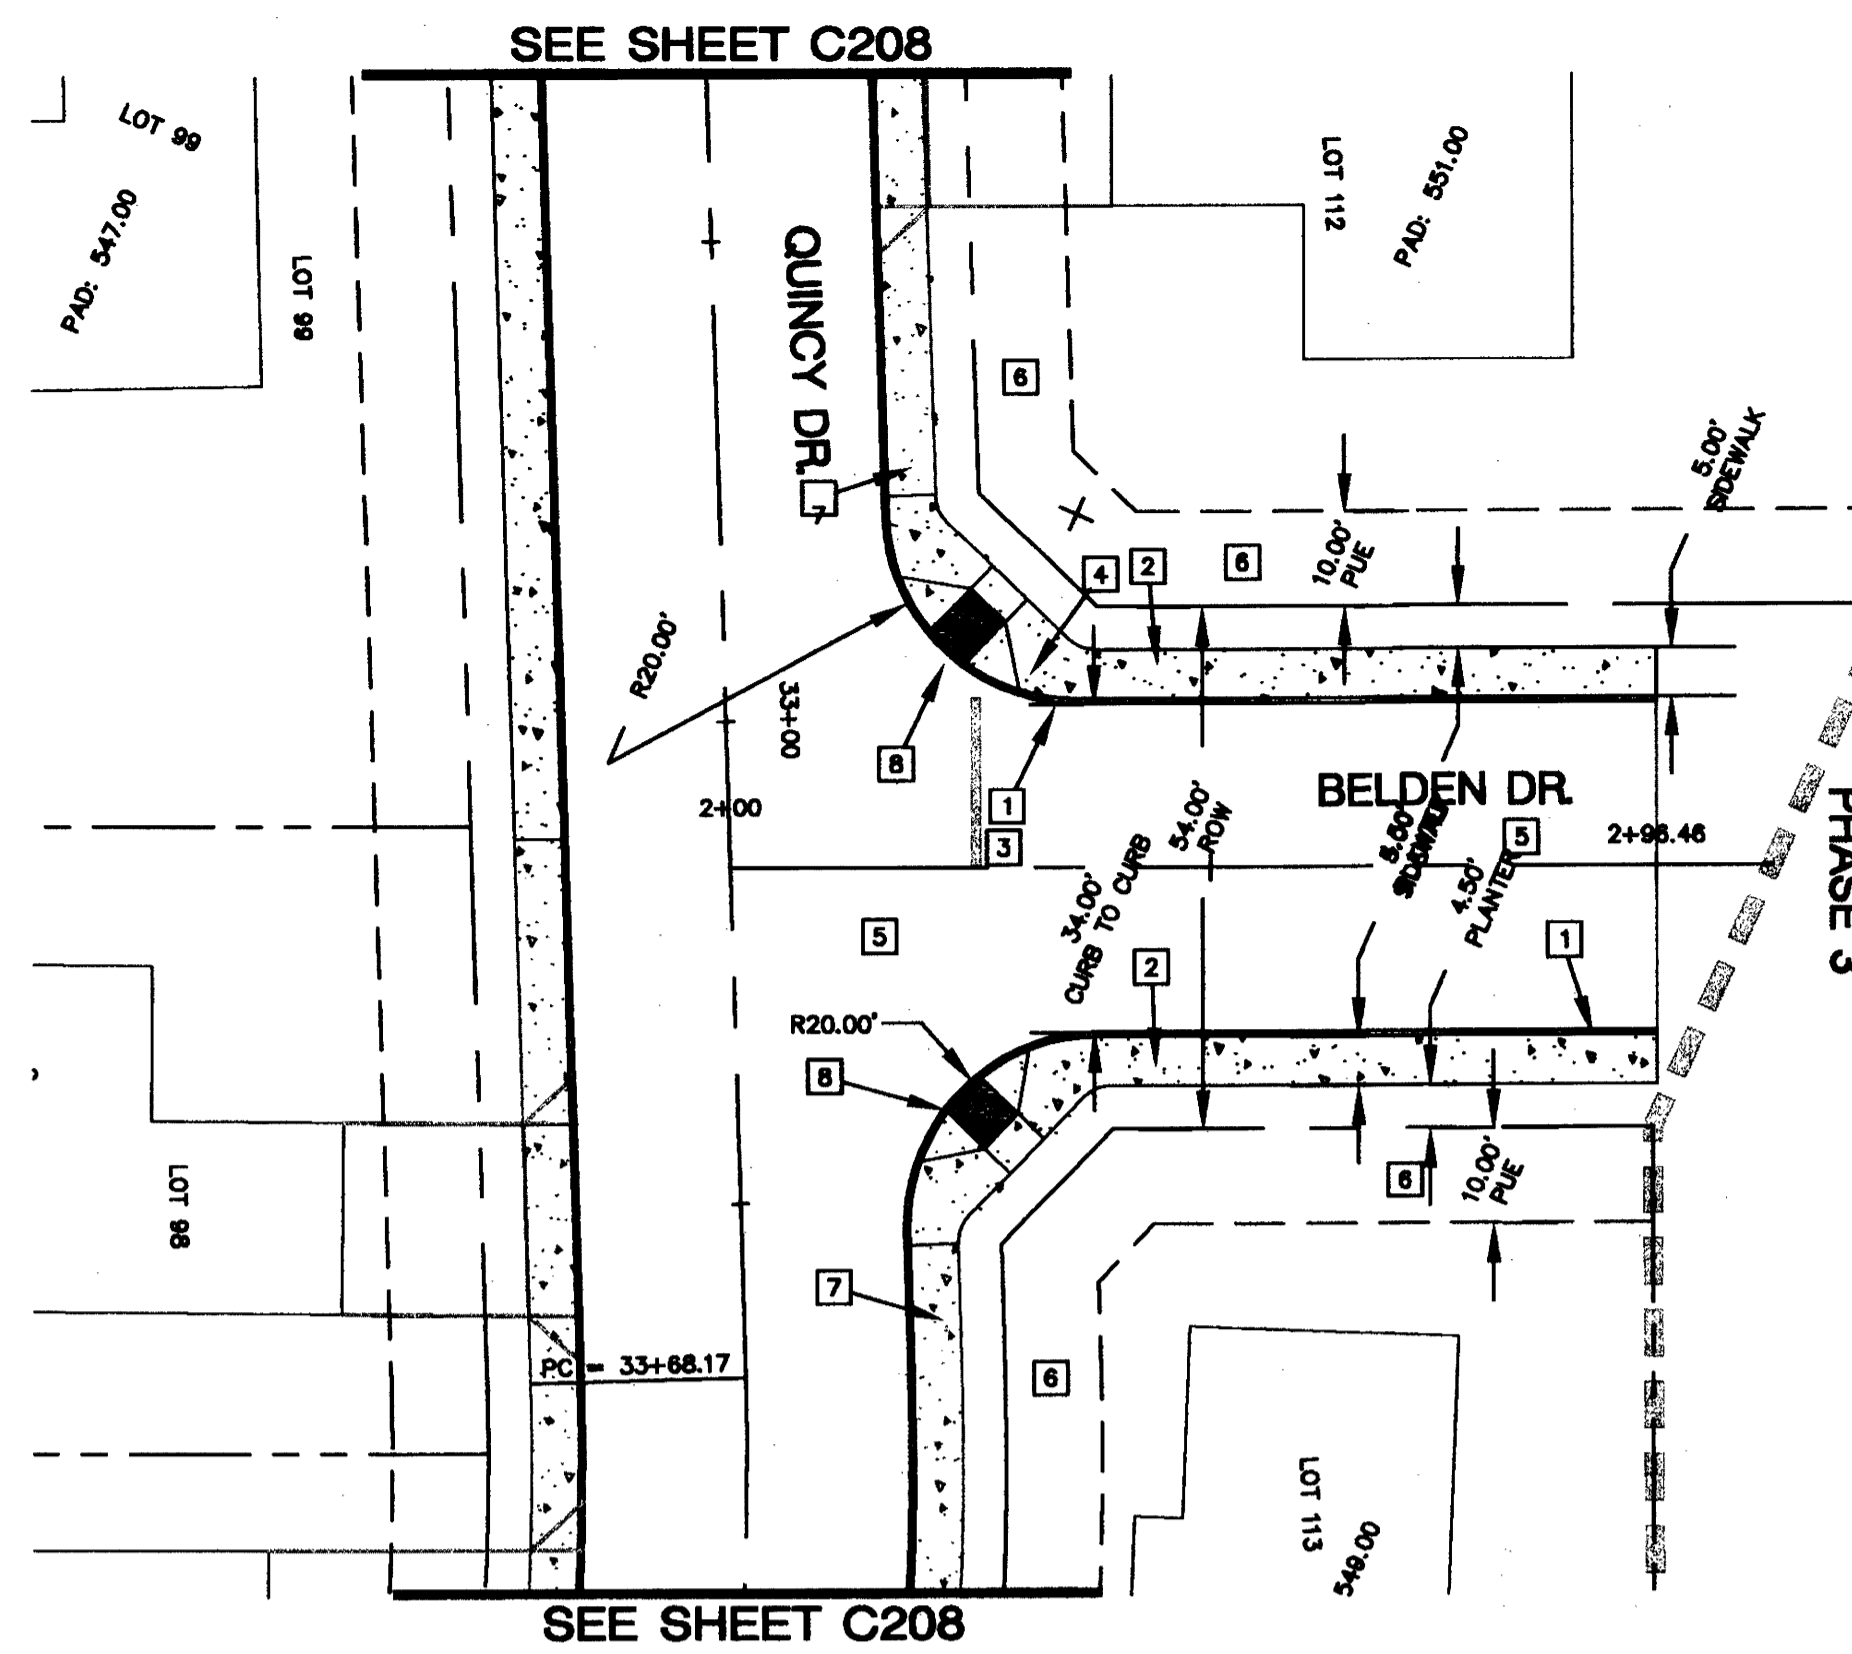 SEE SHEET C208
LOT 99
PAD: 547.00
LOT 99
QUINCY DR.
LOT 112
PAD: 551.00
6
7
5.00'
SIDEWALK
10.00'
PUE
4
2
6
R20.00'
33+00
8
1
3
2+00
BELDEN DR.
54.00'
ROW
34.00'
CURB TO CURB
SIDEWALK
5
4.50'
PLANTER
2+96.46
PHASE 3
5
2
1
R20.00'
8
6
10.00'
PUE
LOT 98
7
PC = 33+68.17
6
LOT 113
549.00
SEE SHEET C208